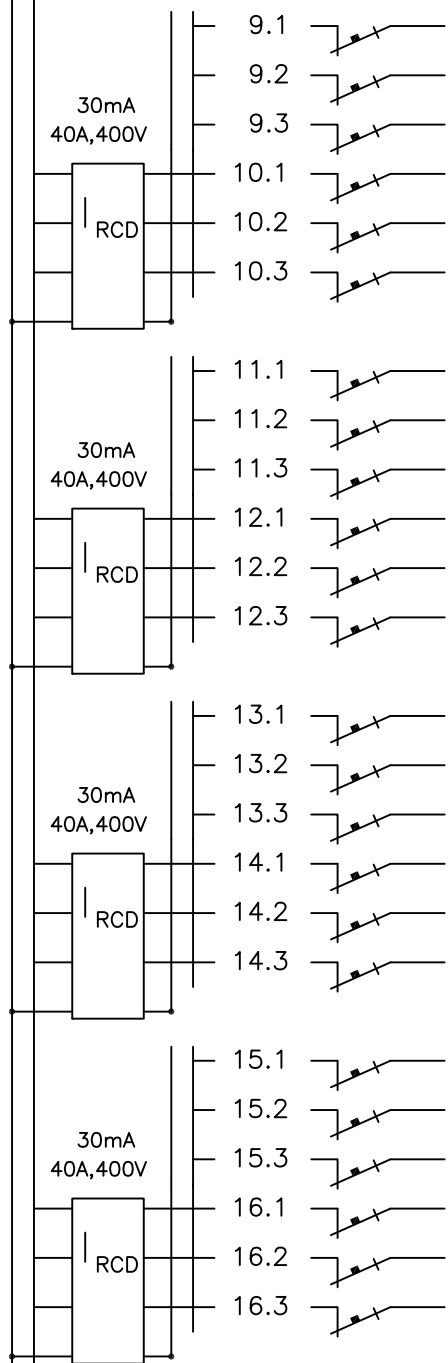 9.1
9.2
9.3
30mA
40A,400V
10.1
10.2
RCD
10.3
11.1
11.2
11.3
30mA
40A,400V
12.1
12.2
RCD
12.3
13.1
13.2
13.3
30mA
40A,400V
14.1
14.2
RCD
14.3
15.1
15.2
15.3
30mA
40A,400V
16.1
16.2
RCD
16.3